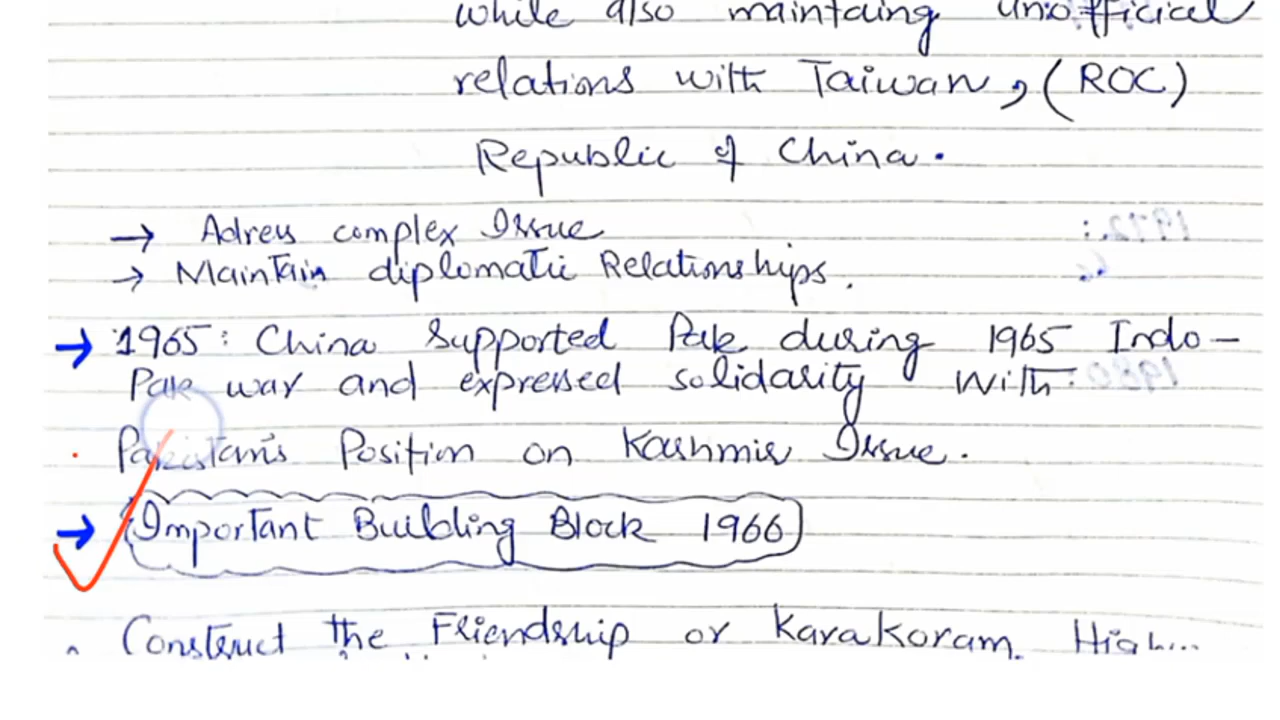 while also maintaing unofficial
relations with Taiwan, (ROC)
Republic of China.
→ Adress complex Issue
→ Maintain diplomatic Relationships.
→ 1965: China Supported Pak during 1965 Indo-
Pak war and expressed solidarity with
Pakistan's Position on Kashmir Issue.
→ Important Building Block 1966
Construct the Friendship or Karakoram